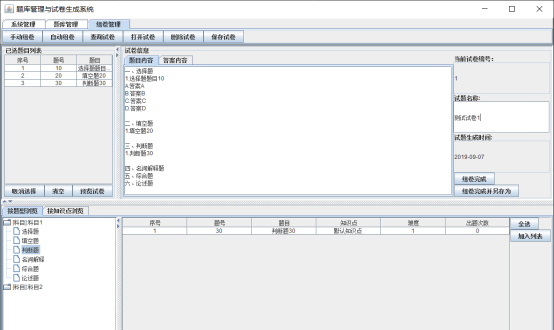 题库管理与试卷生成系统
系统管理 题库管理 组卷管理
手动组卷 自动组卷 查询试卷 打开试卷 删除试卷 保存试卷
已选题目列表
序号 题号 题目
1 10 选择题题目...
2 20 填空题20
3 30 判断题30
取消选择 清空 预览试卷
试卷信息
题目内容 答案内容
一、选择题
1.选择题题目10
A.答案A
B.答案B
C.答案C
D.答案D
二、填空题
1.填空题20
三、判断题
1.判断题30
四、名词解释题
五、综合题
六、论述题
当前试卷编号：
1
试题名称：
测试试卷1
试题生成时间：
2019-09-07
组卷完成
组卷完成并另存为
按题型浏览 按知识点浏览
[科目]科目1
选择题
填空题
判断题
名词解释
综合题
论述题
[科目]科目2
序号 题号 题目 知识点 难度 出题次数
1 30 判断题30 默认知识点 1 0
全选
加入列表